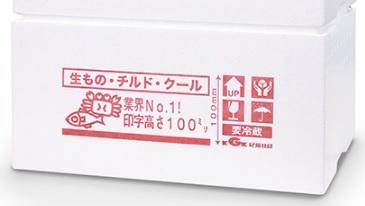 生もの・チルド・クール
業界No.1!
印字高さ100ミリ
100mm
UP
要冷蔵
KGK